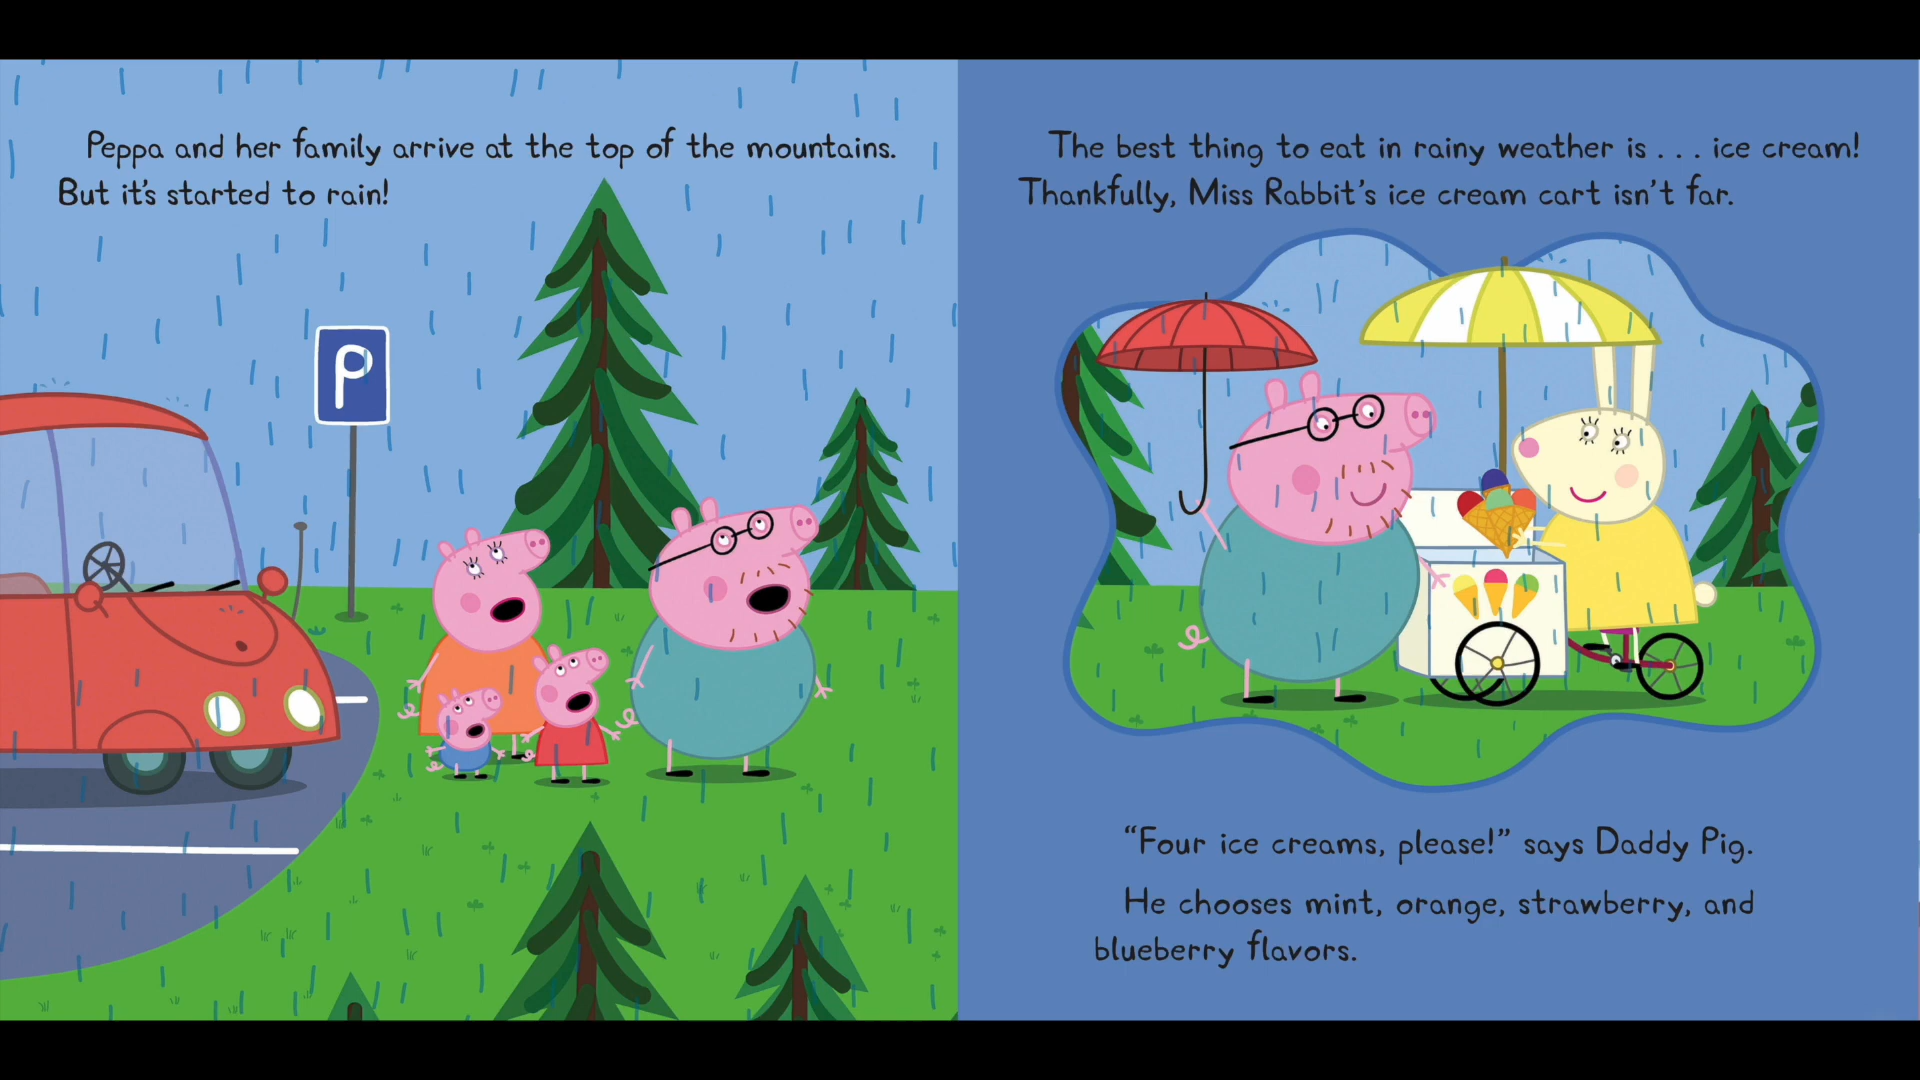 Peppa and her family arrive at the top of the mountains.
But it's started to rain!
P
The best thing to eat in rainy weather is . . . ice cream!
Thankfully, Miss Rabbit's ice cream cart isn't far.
“Four ice creams, please!” says Daddy Pig.
He chooses mint, orange, strawberry, and
blueberry flavors.